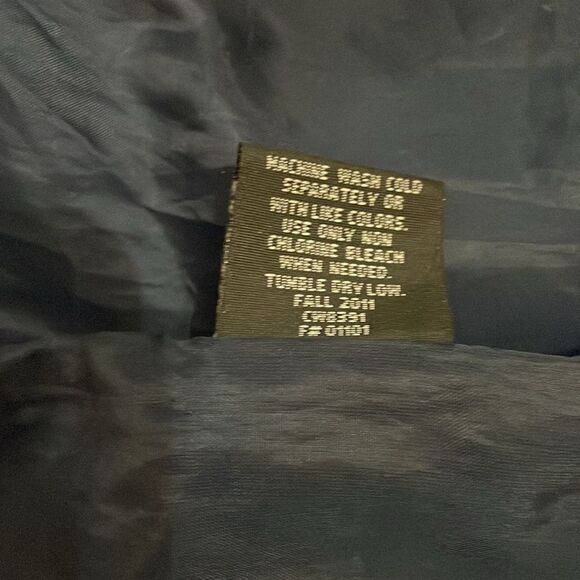 MACHINE WASH COLD
SEPARATELY OR
WITH LIKE COLORS.
USE ONLY NON
CHLORINE BLEACH
WHEN NEEDED.
TUMBLE DRY LOW.
FALL 2011
CW8391
F# 01101